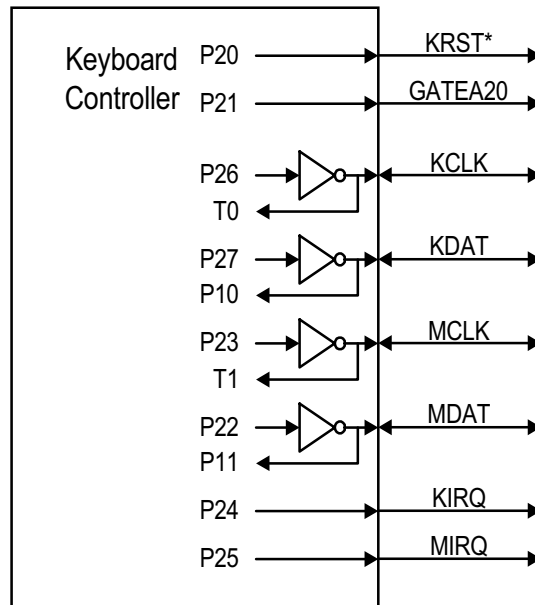 Keyboard
Controller
P20
KRST*
P21
GATEA20
P26
KCLK
T0
P27
KDAT
P10
P23
MCLK
T1
P22
MDAT
P11
P24
KIRQ
P25
MIRQ